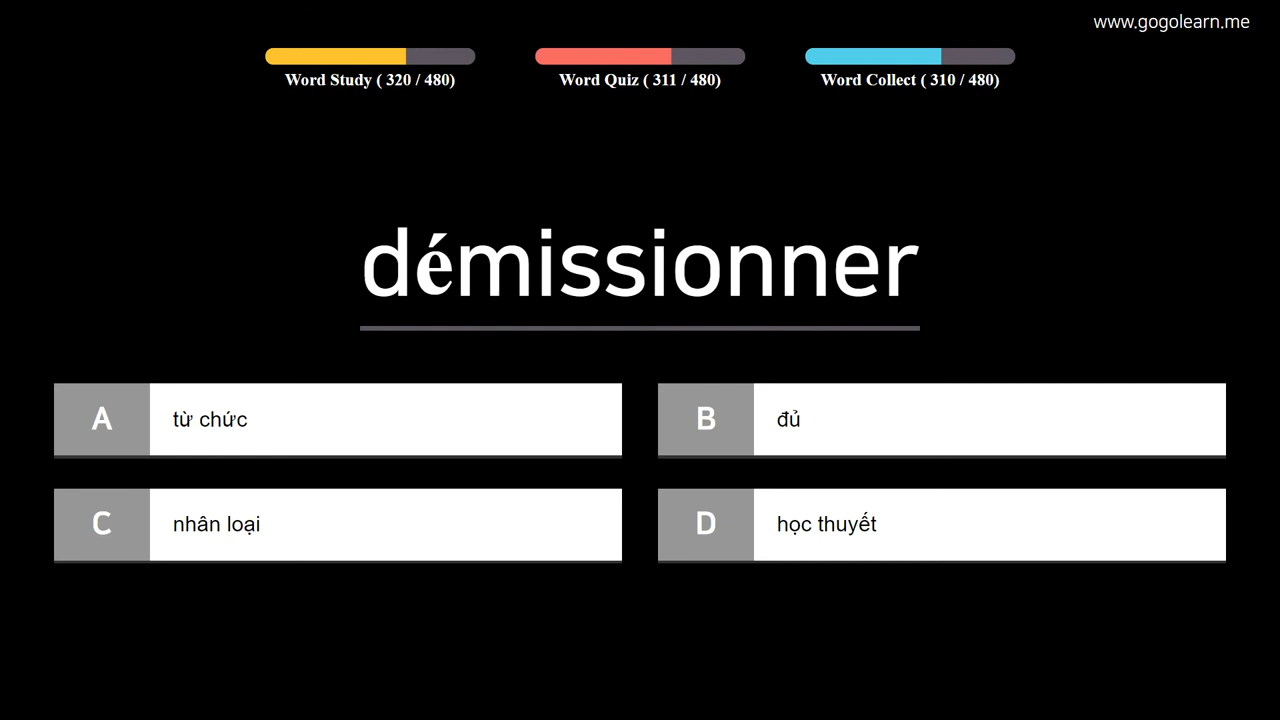 www.gogolearn.me
Word Study ( 320 / 480)
Word Quiz ( 311 / 480)
Word Collect ( 310 / 480)
démissionner
A từ chức
B đủ
C nhân loại
D học thuyết